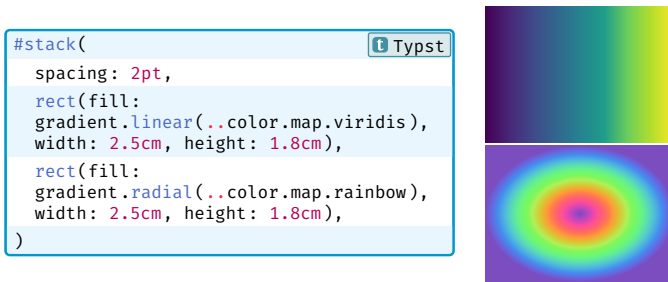 #stack(
t Typst
spacing: 2pt,
rect(fill:
gradient.linear(..color.map.viridis),
width: 2.5cm, height: 1.8cm),
rect(fill:
gradient.radial(..color.map.rainbow),
width: 2.5cm, height: 1.8cm),
)